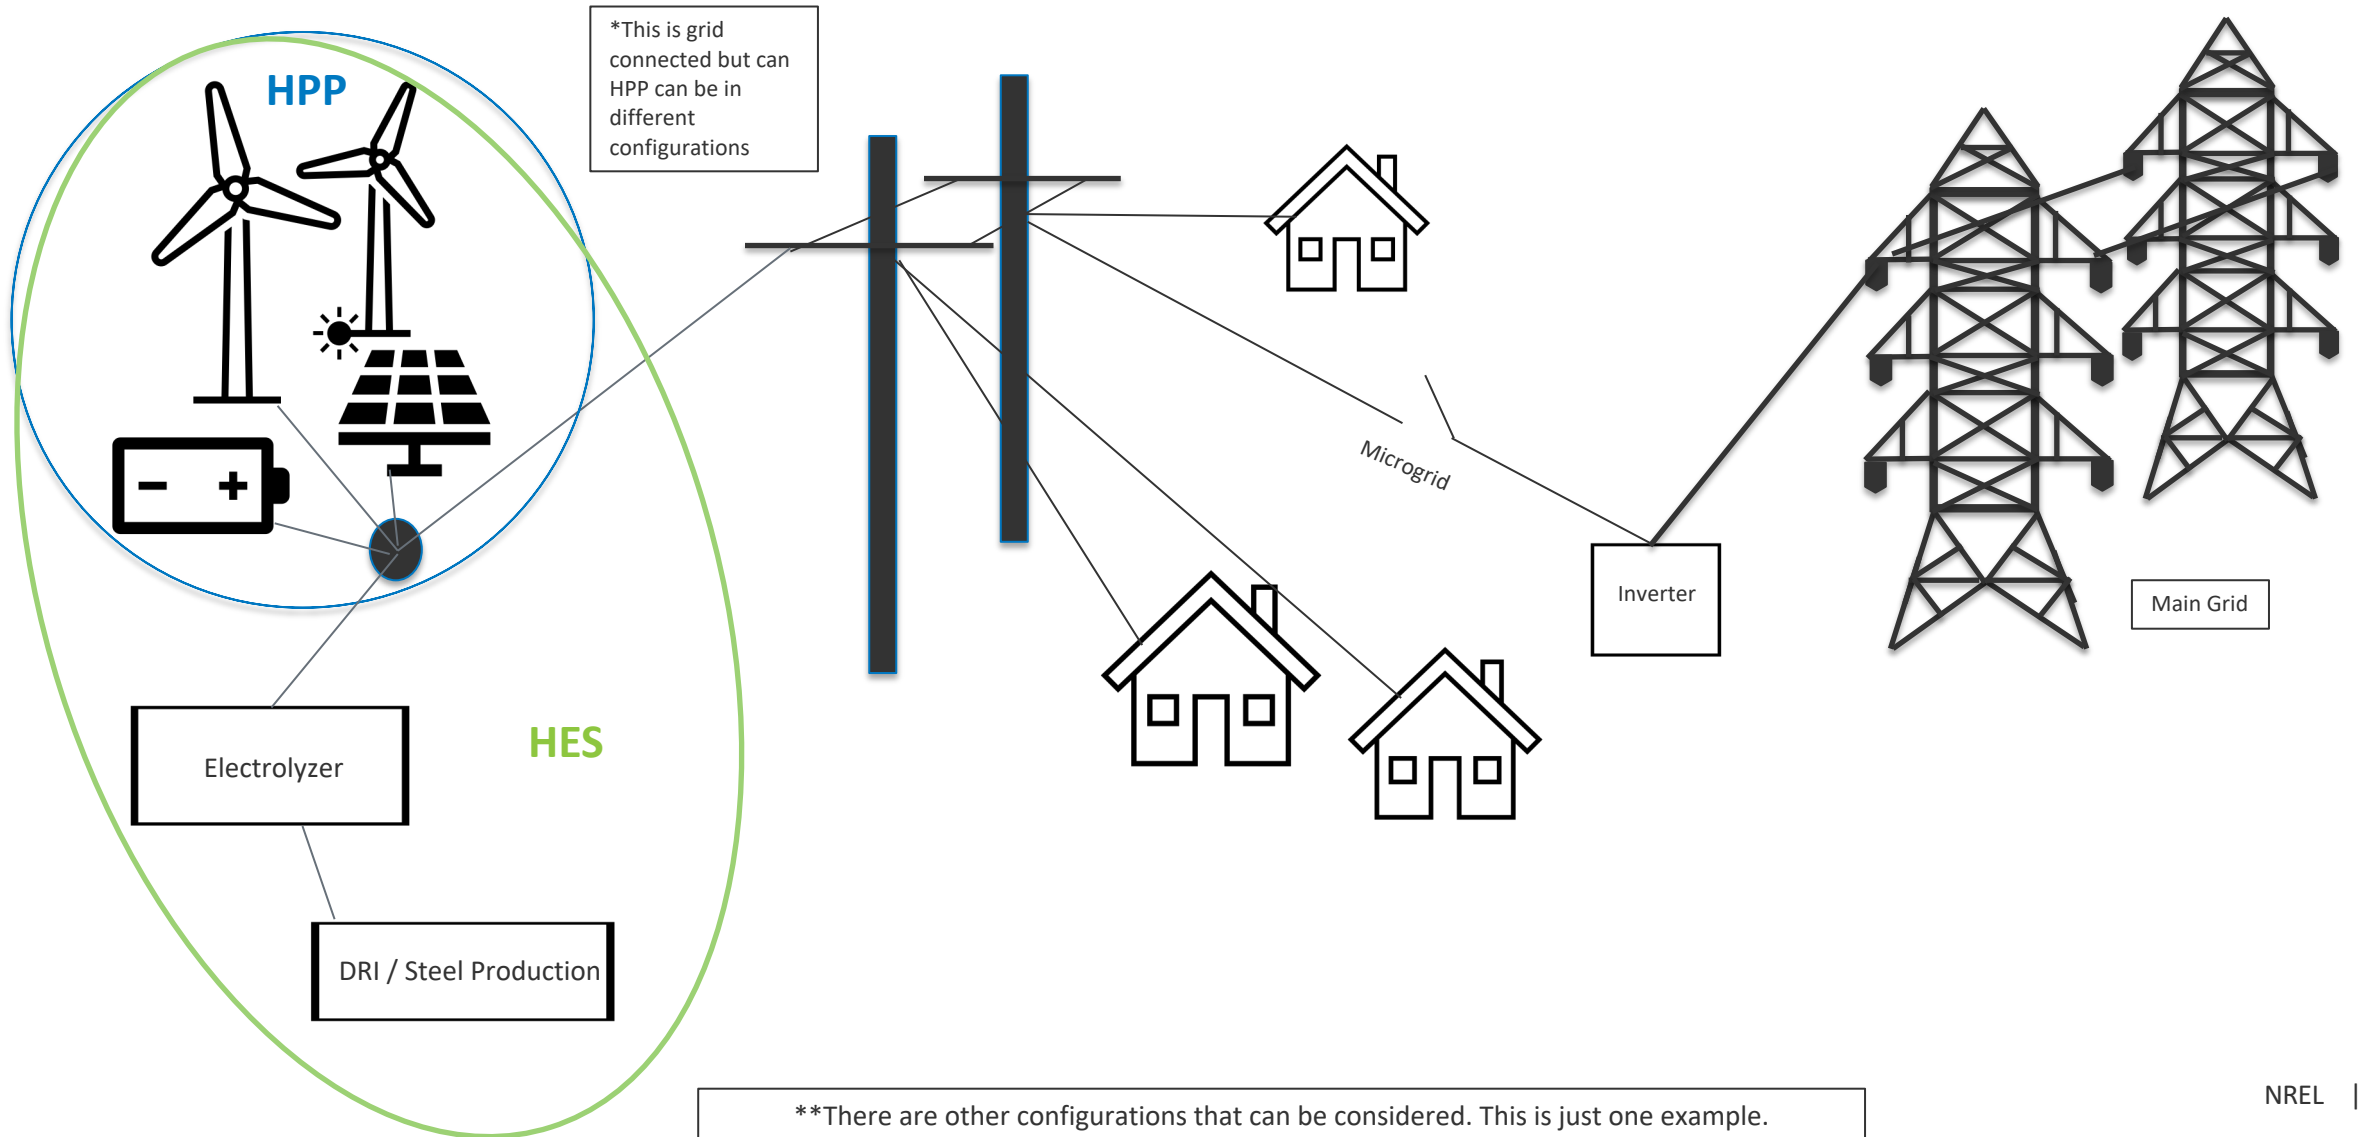 HPP
*This is grid
connected but can
HPP can be in
different
configurations
Microgrid
Inverter
Main Grid
HES
Electrolyzer
DRI / Steel Production
**There are other configurations that can be considered. This is just one example.
NREL |